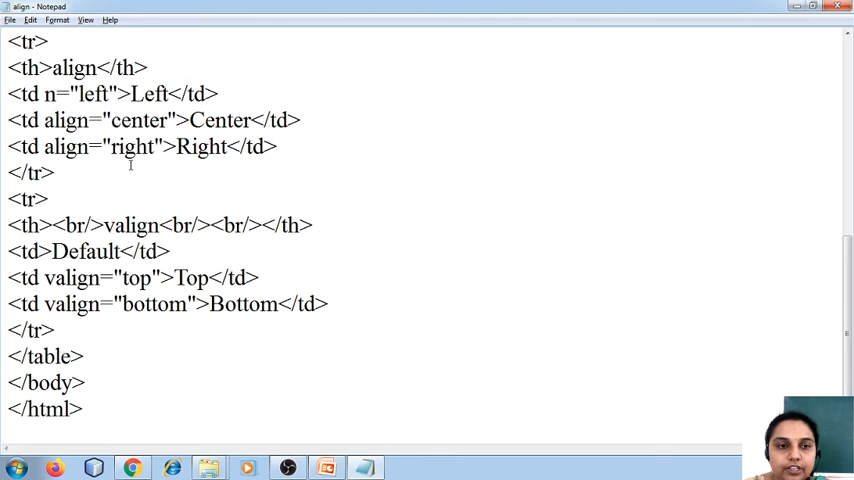 align - Notepad
File Edit Format View Help
<tr>
<th>align</th>
<td n="left">Left</td>
<td align="center">Center</td>
<td align="right">Right</td>
</tr>
<tr>
<th><br/>valign<br/><br/></th>
<td>Default</td>
<td valign="top">Top</td>
<td valign="bottom">Bottom</td>
</tr>
</table>
</body>
</html>